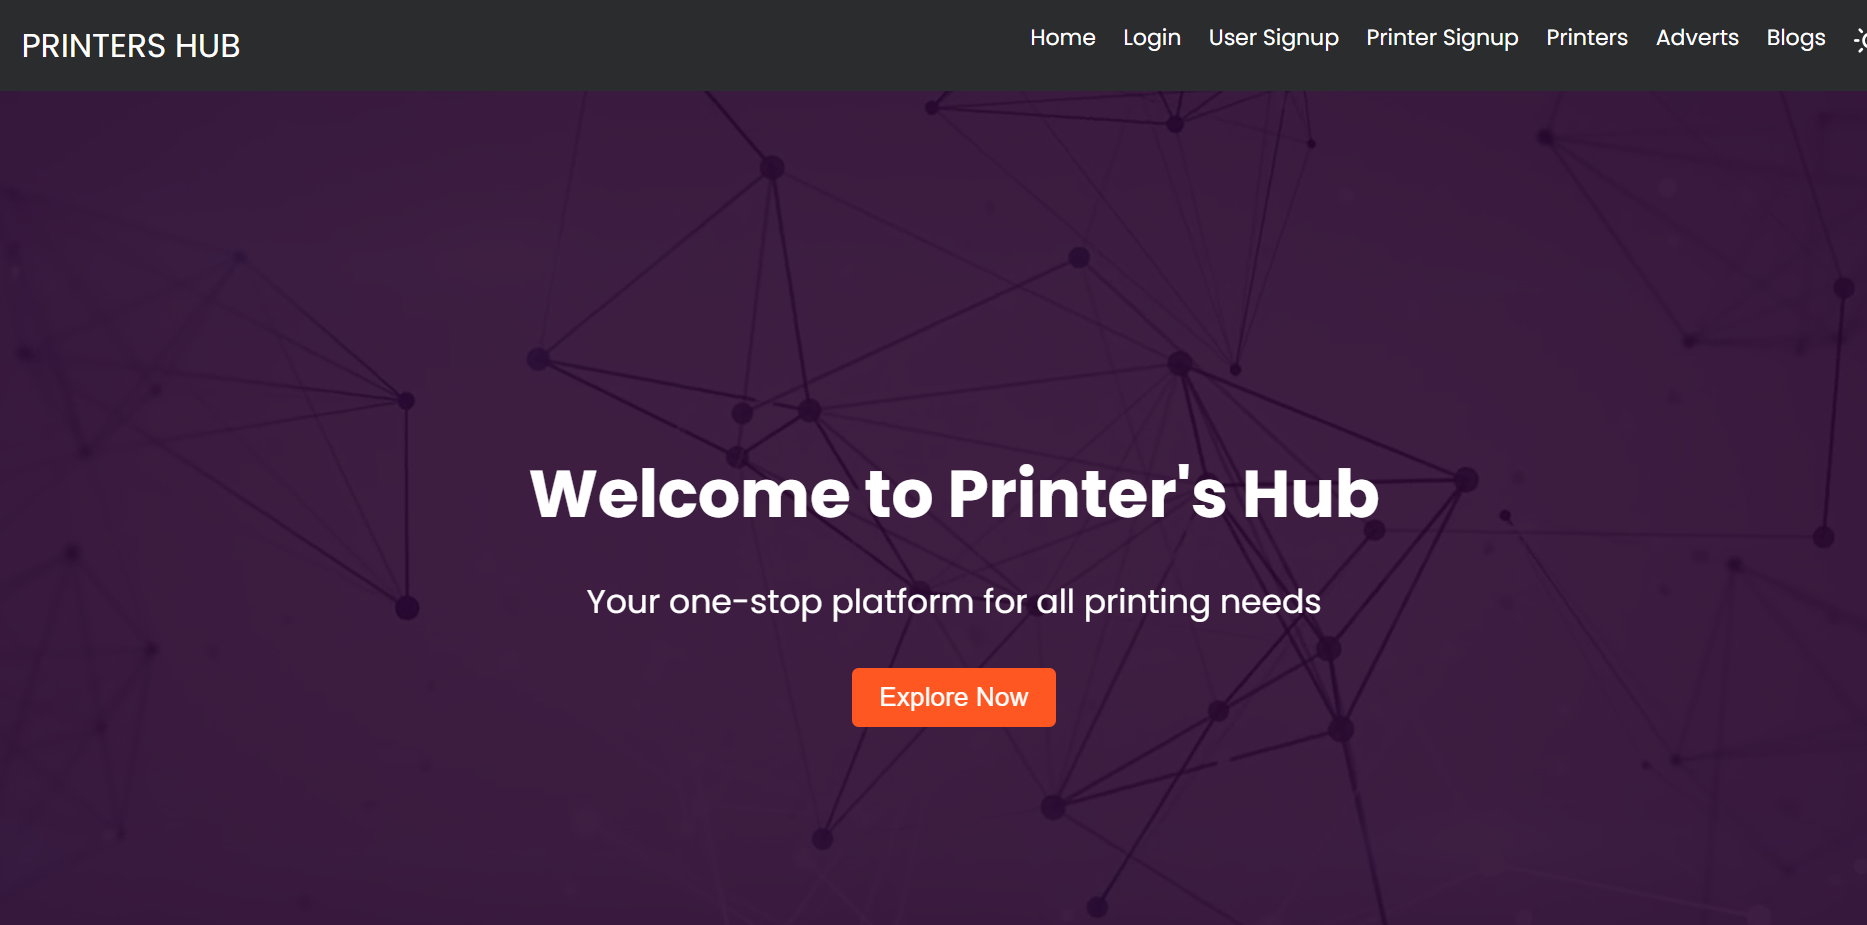 PRINTERS HUB
Home Login User Signup Printer Signup Printers Adverts Blogs
Welcome to Printer's Hub
Your one-stop platform for all printing needs
Explore Now